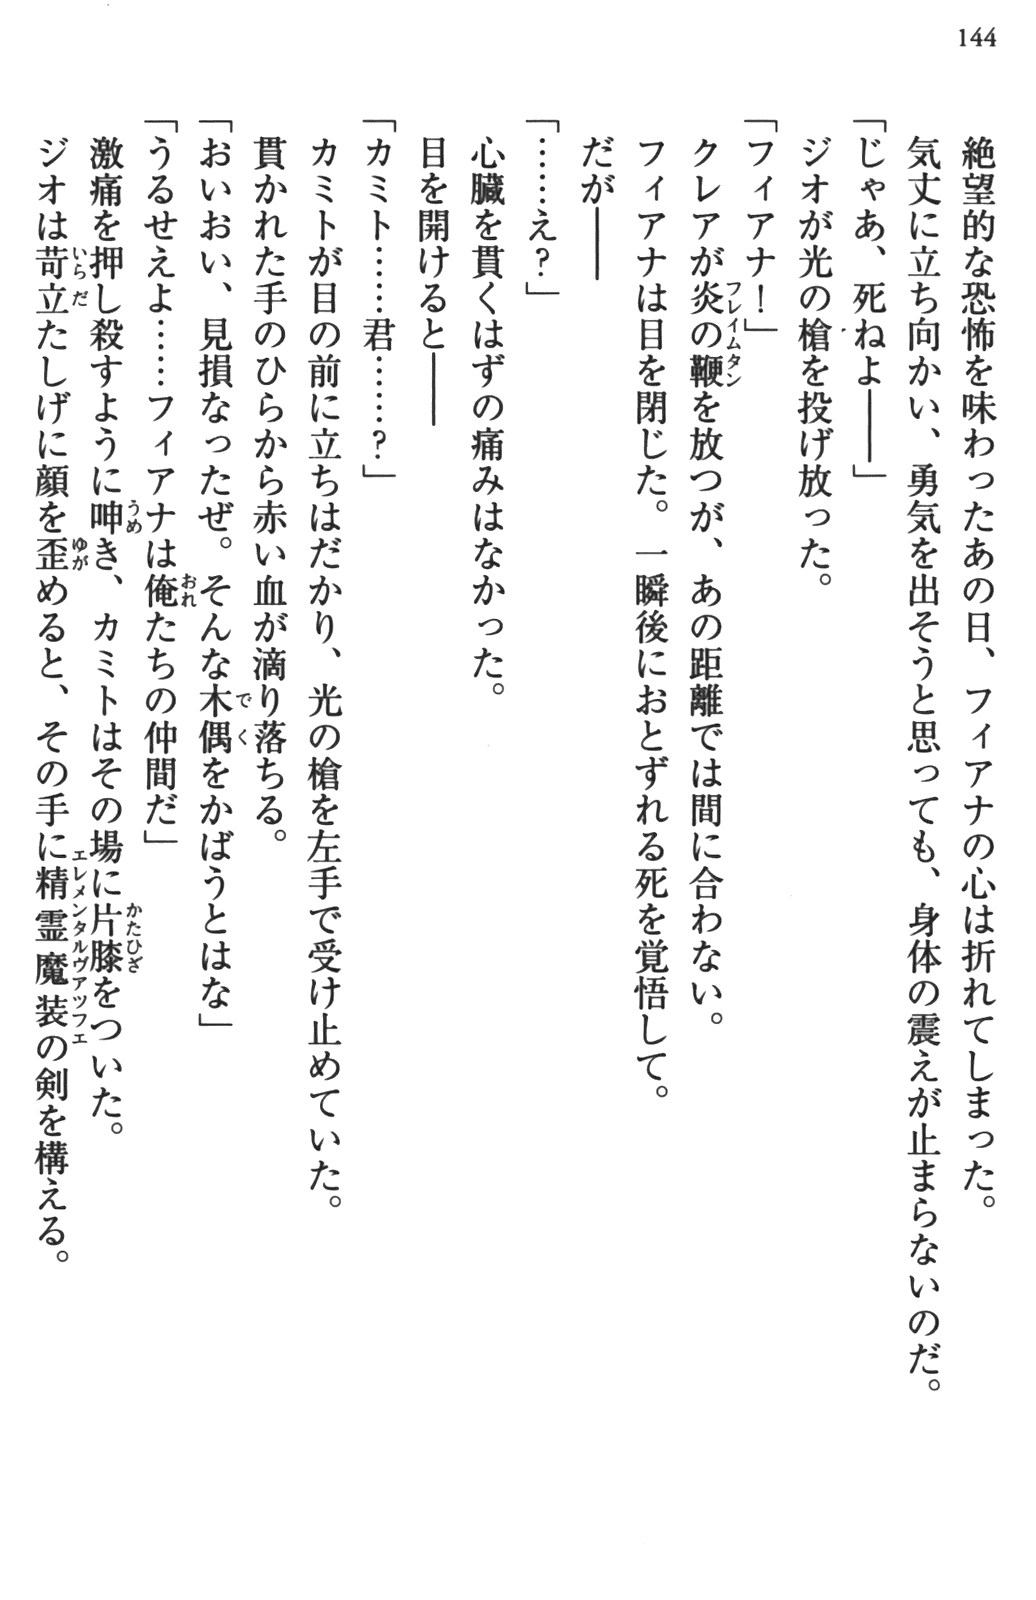 144
絶望的な恐怖を味わったあの日、フィアナの心は折れてしまった。
気丈に立ち向かい、勇気を出そうと思っても、身体の震えが止まらないのだ。
「じゃあ、死ねよ――」
ジオが光の槍を投げ放った。
「フィアナ!」
クレアが炎の鞭フレイムタンを放つが、あの距離では間に合わない。
フィアナは目を閉じた。一瞬後におとずれる死を覚悟して。
だが――
「……え?」
心臓を貫くはずの痛みはなかった。
目を開けると――
「カミト……君……?」
カミトが目の前に立ちはだかり、光の槍を左手で受け止めていた。
貫かれた手のひらから赤い血が滴り落ちる。
「おいおい、見損なったぜ。そんな木偶でくをかばうとはな」
「うるせえよ……フィアナは俺おれたちの仲間だ」
激痛を押し殺すように呻うめき、カミトはその場に片膝かたひざをついた。
ジオは苛立いらだたしげに顔を歪ゆがめると、その手に精霊魔装エレメンタルヴァッフェの剣を構える。